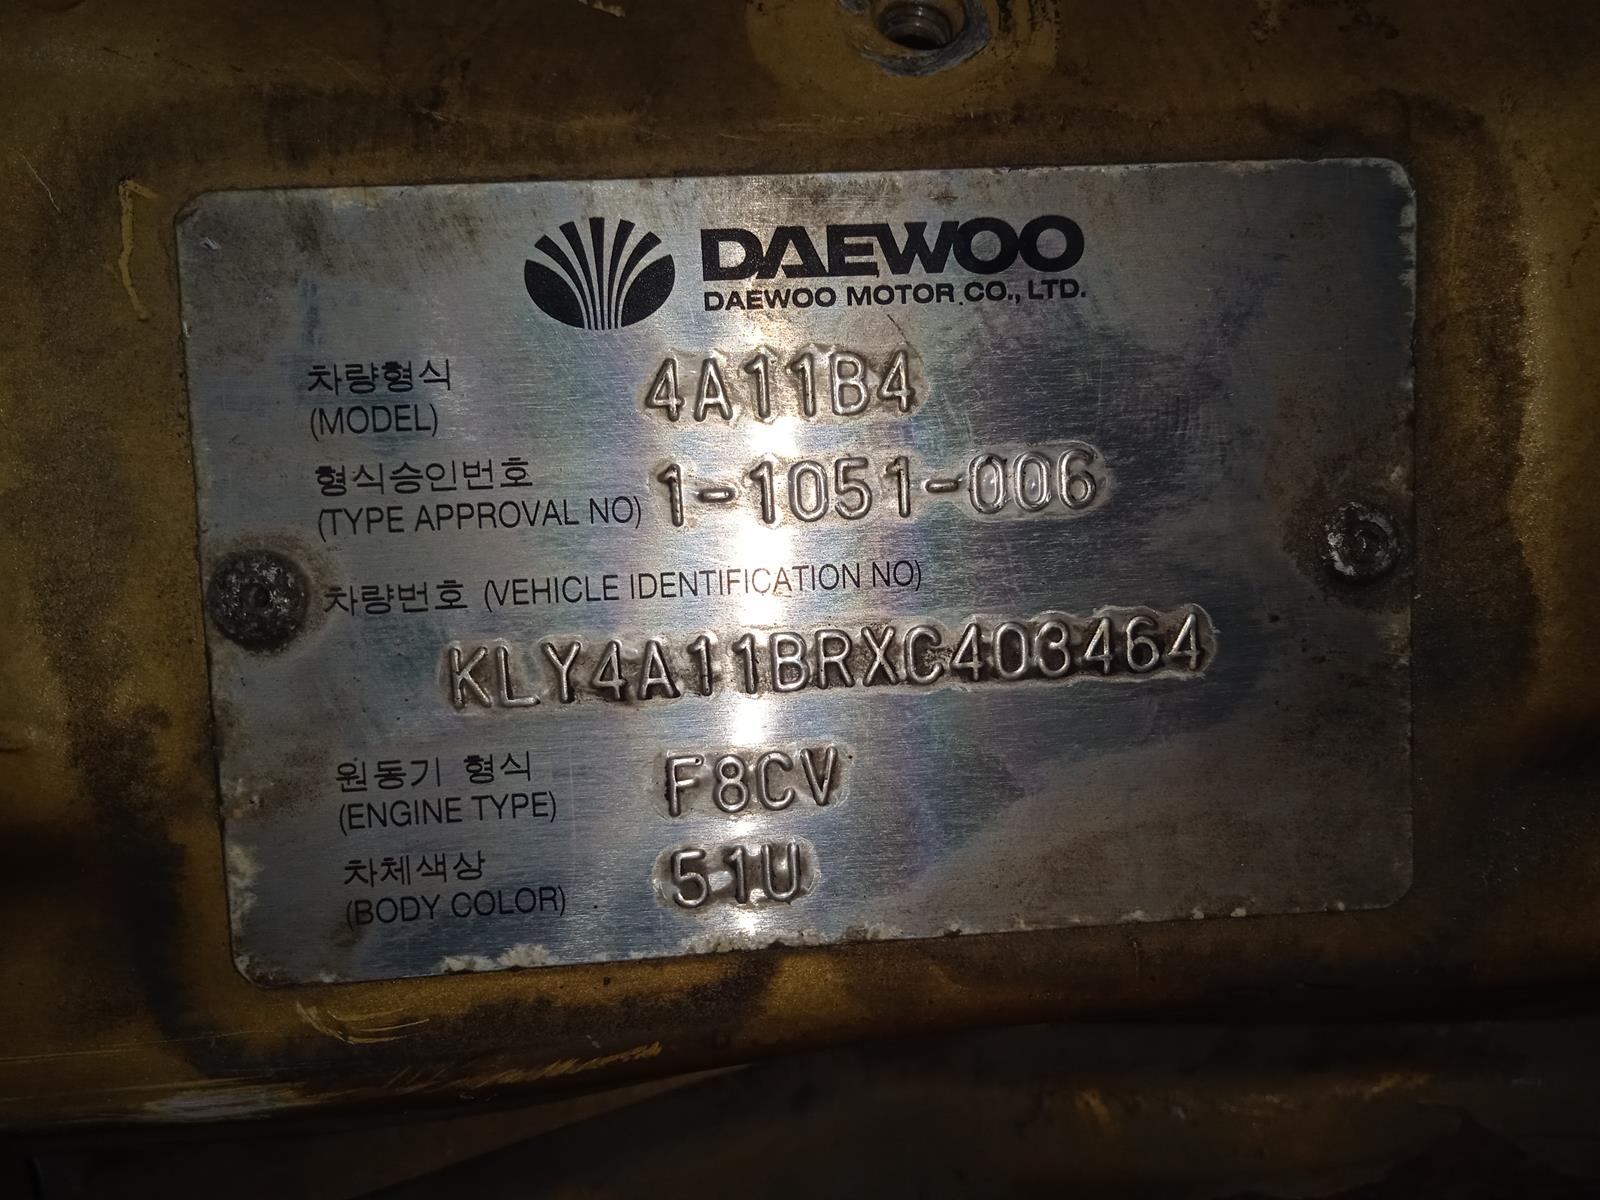 DAEWOO
DAEWOO MOTOR CO., LTD.
차량형식 4A11B4
(MODEL)
형식승인번호 1-1051-006
(TYPE APPROVAL NO)
차량번호 (VEHICLE IDENTIFICATION NO)
KLY4A11BRXC403464
원동기 형식 F8CV
(ENGINE TYPE)
차체색상 51U
(BODY COLOR)